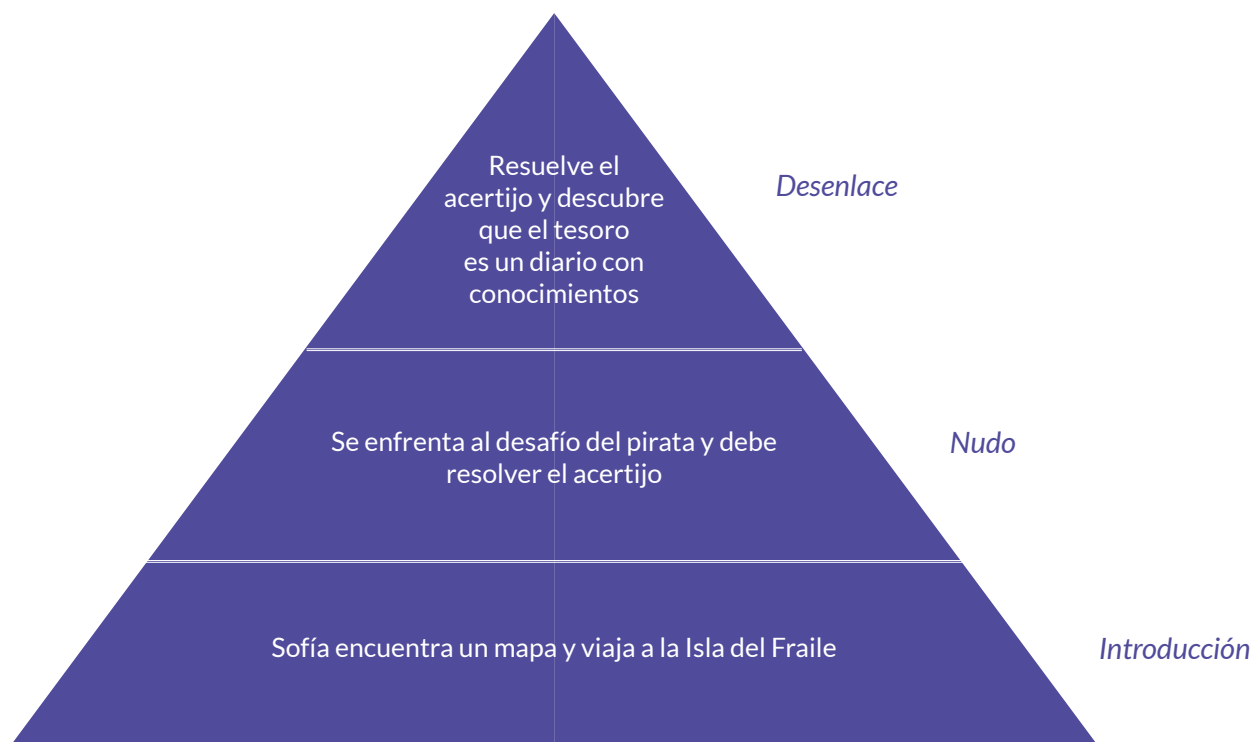 Resuelve el
acertijo y descubre
que el tesoro
es un diario con
conocimientos
Desenlace
Se enfrenta al desafío del pirata y debe
resolver el acertijo
Nudo
Sofía encuentra un mapa y viaja a la Isla del Fraile
Introducción